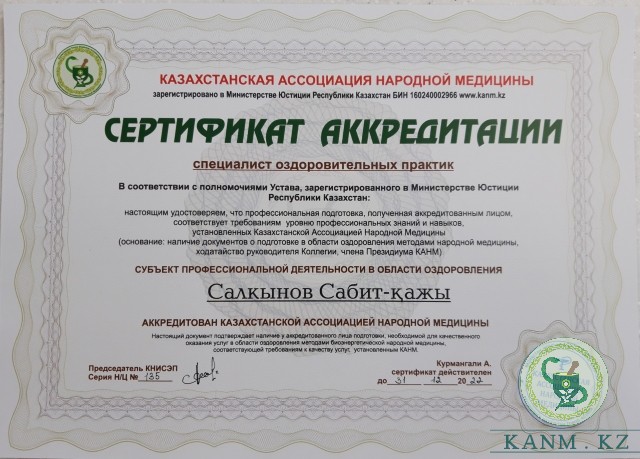 КАЗАХСТАНСКАЯ АССОЦИАЦИЯ НАРОДНОЙ МЕДИЦИНЫ
зарегистрировано в Министерстве Юстиции Республики Казахстан БИН 160240002966 www.kanm.kz
СЕРТИФИКАТ АККРЕДИТАЦИИ
специалист оздоровительных практик
В соответствии с полномочиями Устава, зарегистрированного в Министерстве Юстиции
Республики Казахстан:
настоящим удостоверяем, что профессиональная подготовка, полученная аккредитованным лицом,
соответствует требованиям уровню профессиональных знаний и навыков,
установленных Казахстанской Ассоциацией Народной Медицины
(основание: наличие документов о подготовке в области оздоровления методами народной медицины,
ходатайство руководителя Коллегии, члена Президиума КАНМ)
СУБЪЕКТ ПРОФЕССИОНАЛЬНОЙ ДЕЯТЕЛЬНОСТИ В ОБЛАСТИ ОЗДОРОВЛЕНИЯ
Салкынов Сабит-қажы
АККРЕДИТОВАН КАЗАХСТАНСКОЙ АССОЦИАЦИЕЙ НАРОДНОЙ МЕДИЦИНЫ
Настоящий документ подтверждает наличие у аккредитованного лица подготовки, необходимой для качественного
оказания услуг в области оздоровления методами биоэнергетической народной медицины,
соответствующей требованиям к качеству услуг, установленных КАНМ.
Председатель КНИСЭП
Серия Н/Ц № 135
Курмангали А.
сертификат действителен
до 31 12 2022
KANM.KZ